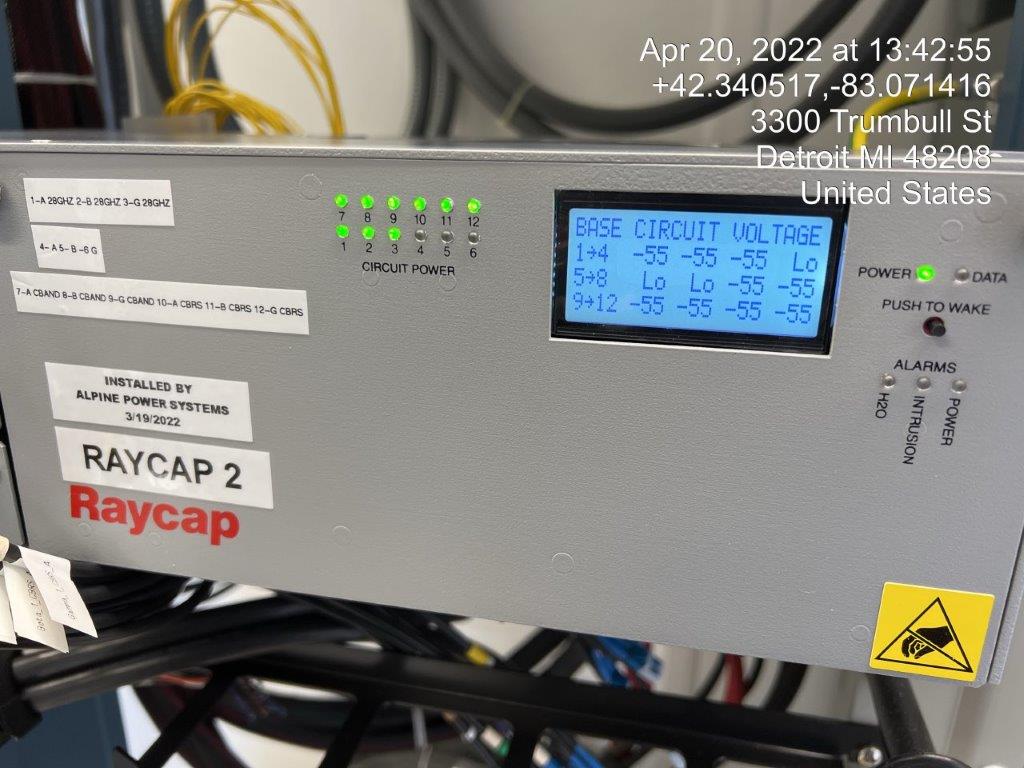 Apr 20, 2022 at 13:42:55
+42.340517,-83.071416
3300 Trumbull St
Detroit MI 48208
United States
1-A 28GHZ 2-B 28GHZ 3-G 28GHZ
4- A 5- B -6 G
7-A CBAND 8-B CBAND 9-G CBAND 10-A CBRS 11-B CBRS 12-G CBRS
INSTALLED BY
ALPINE POWER SYSTEMS
3/19/2022
RAYCAP 2
Raycap
7 8 9 10 11 12
1 2 3 4 5 6
CIRCUIT POWER
BASE CIRCUIT VOLTAGE
1→4 -55 -55 -55 Lo
5→8 Lo Lo -55 -55
9→12 -55 -55 -55 -55
POWER DATA
PUSH TO WAKE
ALARMS
H2O
INTRUSION
POWER